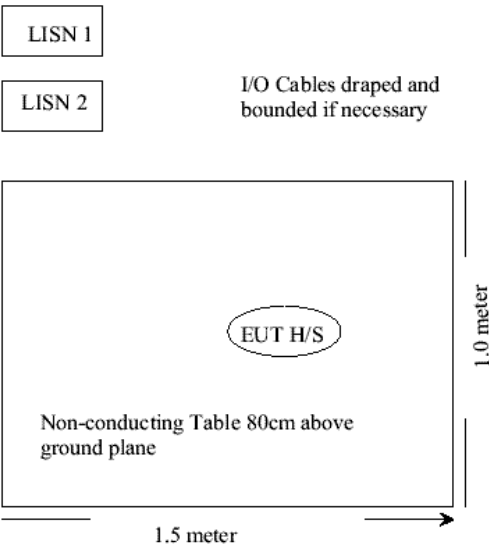 LISN 1
LISN 2
I/O Cables draped and
bounded if necessary
EUT H/S
1.0 meter
Non-conducting Table 80cm above
ground plane
1.5 meter